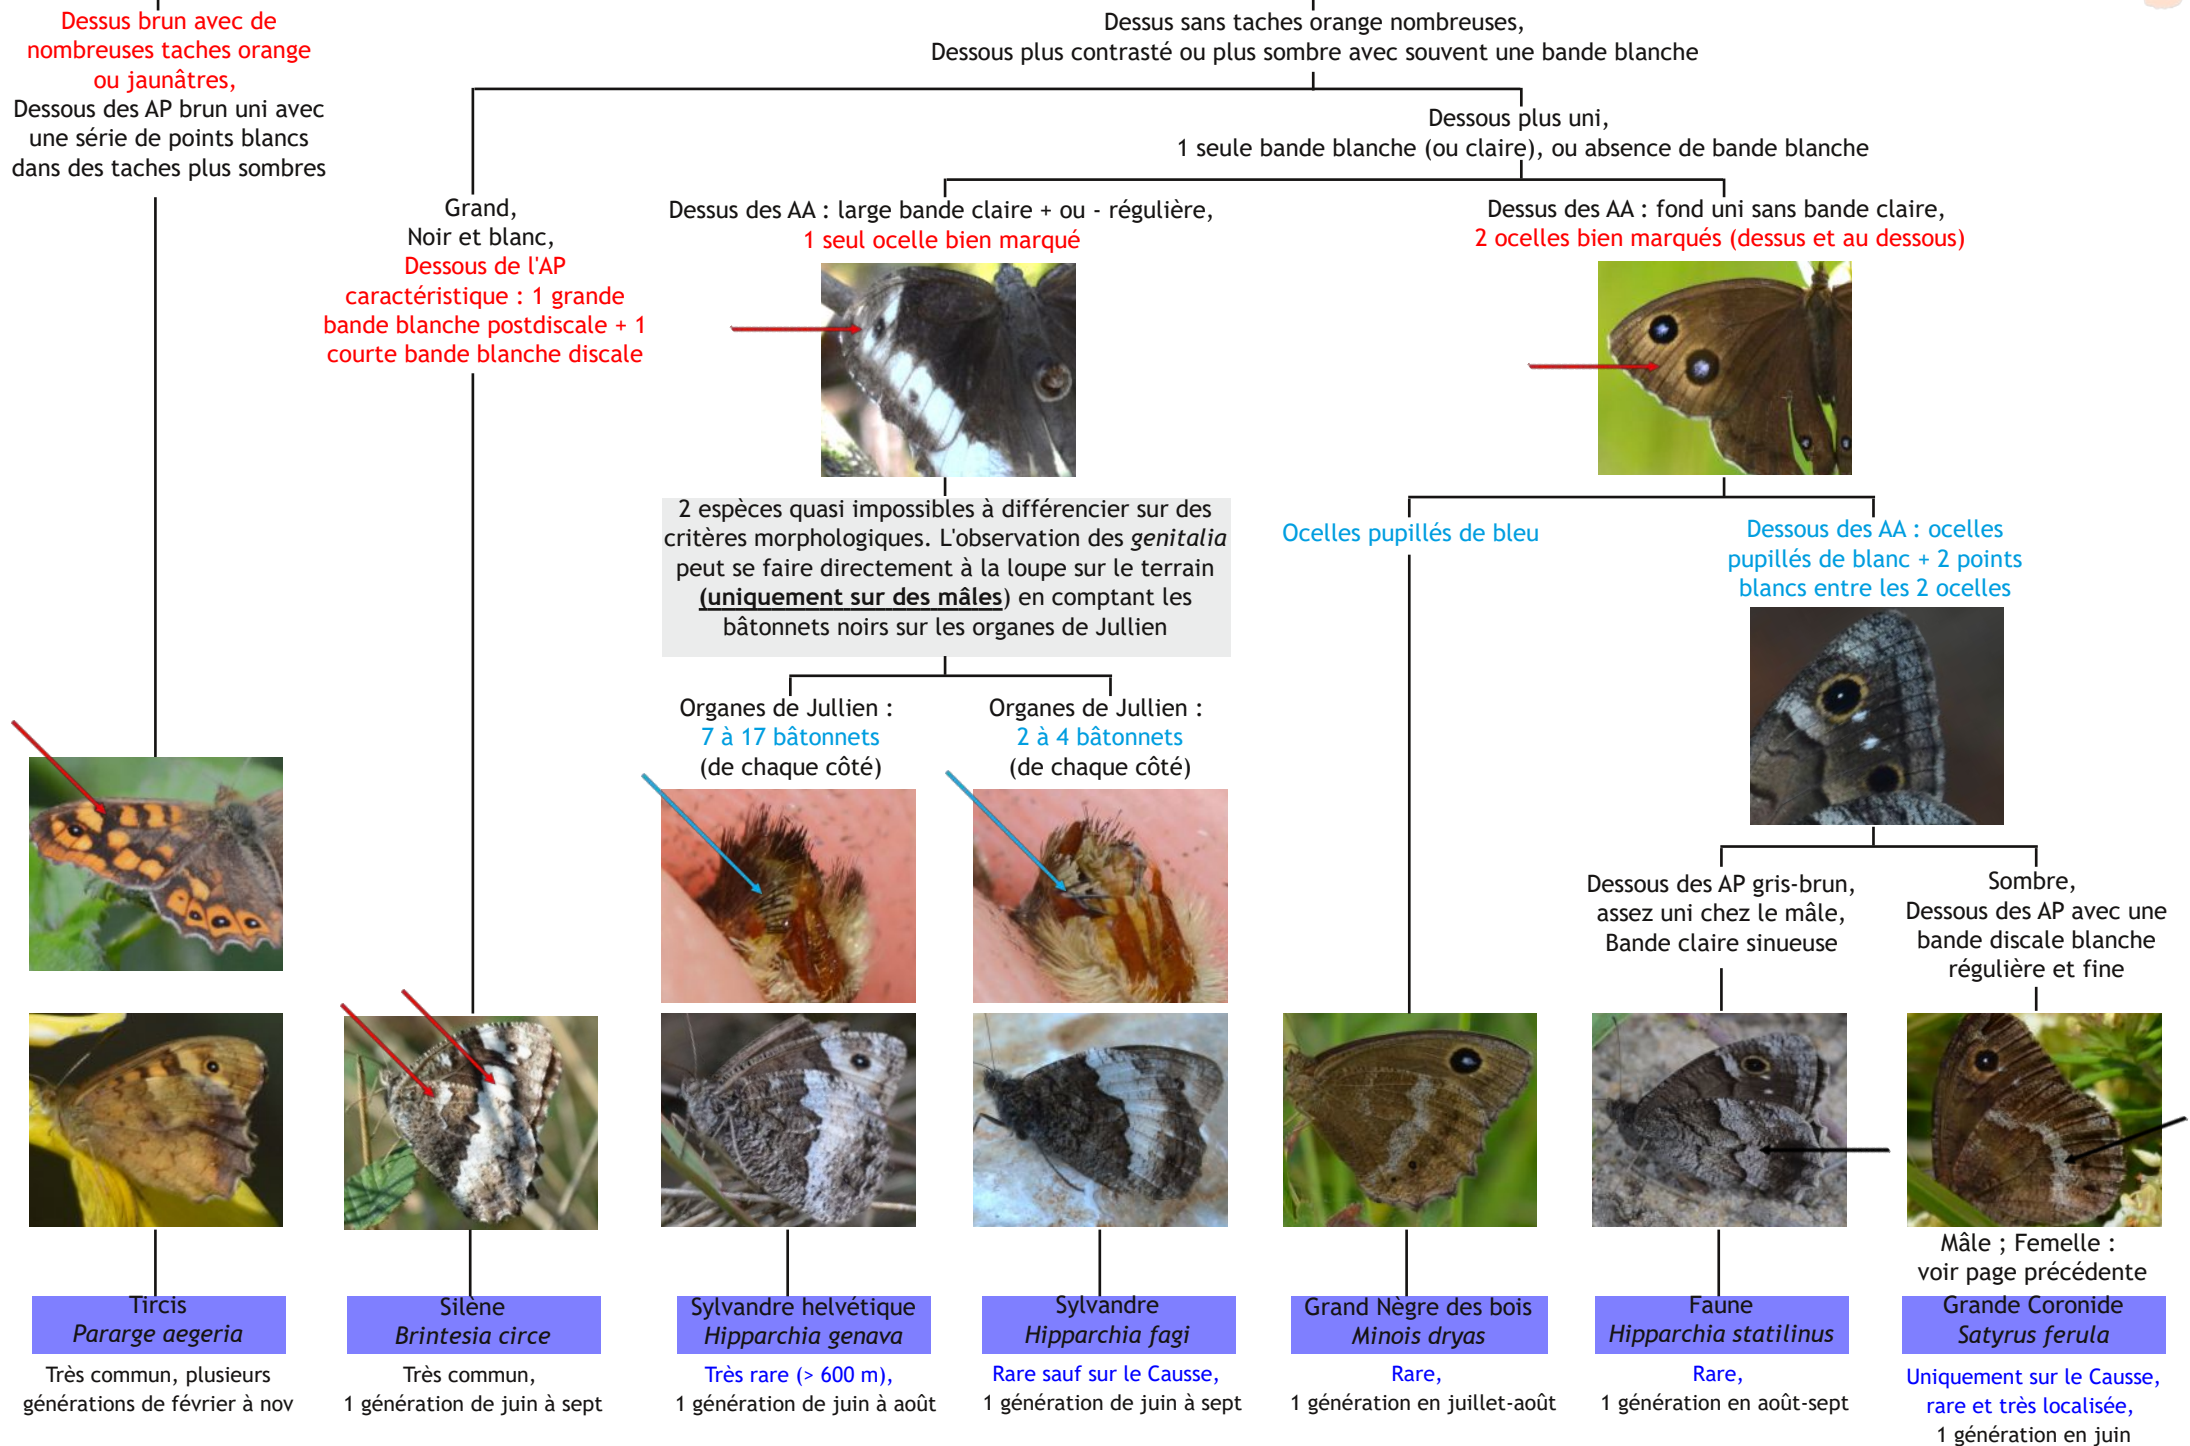 Dessus brun avec de
nombreuses taches orange
ou jaunâtres,
Dessous des AP brun uni avec
une série de points blancs
dans des taches plus sombres
Dessus sans taches orange nombreuses,
Dessous plus contrasté ou plus sombre avec souvent une bande blanche
Grand,
Noir et blanc,
Dessous de l'AP
caractéristique : 1 grande
bande blanche postdiscale + 1
courte bande blanche discale
Dessous plus uni,
1 seule bande blanche (ou claire), ou absence de bande blanche
Dessus des AA : large bande claire + ou - régulière,
1 seul ocelle bien marqué
Dessus des AA : fond uni sans bande claire,
2 ocelles bien marqués (dessus et au dessous)
2 espèces quasi impossibles à différencier sur des
critères morphologiques. L'observation des genitalia
peut se faire directement à la loupe sur le terrain
(uniquement sur des mâles) en comptant les
bâtonnets noirs sur les organes de Jullien
Organes de Jullien :
7 à 17 bâtonnets
(de chaque côté)
Organes de Jullien :
2 à 4 bâtonnets
(de chaque côté)
Ocelles pupillés de bleu
Dessous des AA : ocelles
pupillés de blanc + 2 points
blancs entre les 2 ocelles
Dessous des AP gris-brun,
assez uni chez le mâle,
Bande claire sinueuse
Sombre,
Dessous des AP avec une
bande discale blanche
régulière et fine
Mâle ; Femelle :
voir page précédente
Tircis
Pararge aegeria
Très commun, plusieurs
générations de février à nov
Silène
Brintesia circe
Très commun,
1 génération de juin à sept
Sylvandre helvétique
Hipparchia genava
Très rare (> 600 m),
1 génération de juin à août
Sylvandre
Hipparchia fagi
Rare sauf sur le Causse,
1 génération de juin à sept
Grand Nègre des bois
Minois dryas
Rare,
1 génération en juillet-août
Faune
Hipparchia statilinus
Rare,
1 génération en août-sept
Grande Coronide
Satyrus ferula
Uniquement sur le Causse,
rare et très localisée,
1 génération en juin